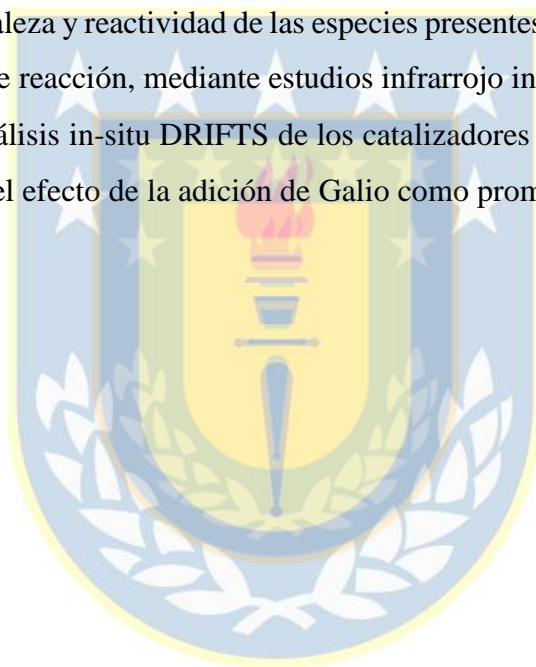 aleza y reactividad de las especies presentes
e reacción, mediante estudios infrarrojo in
álisis in-situ DRIFTS de los catalizadores
el efecto de la adición de Galio como prom